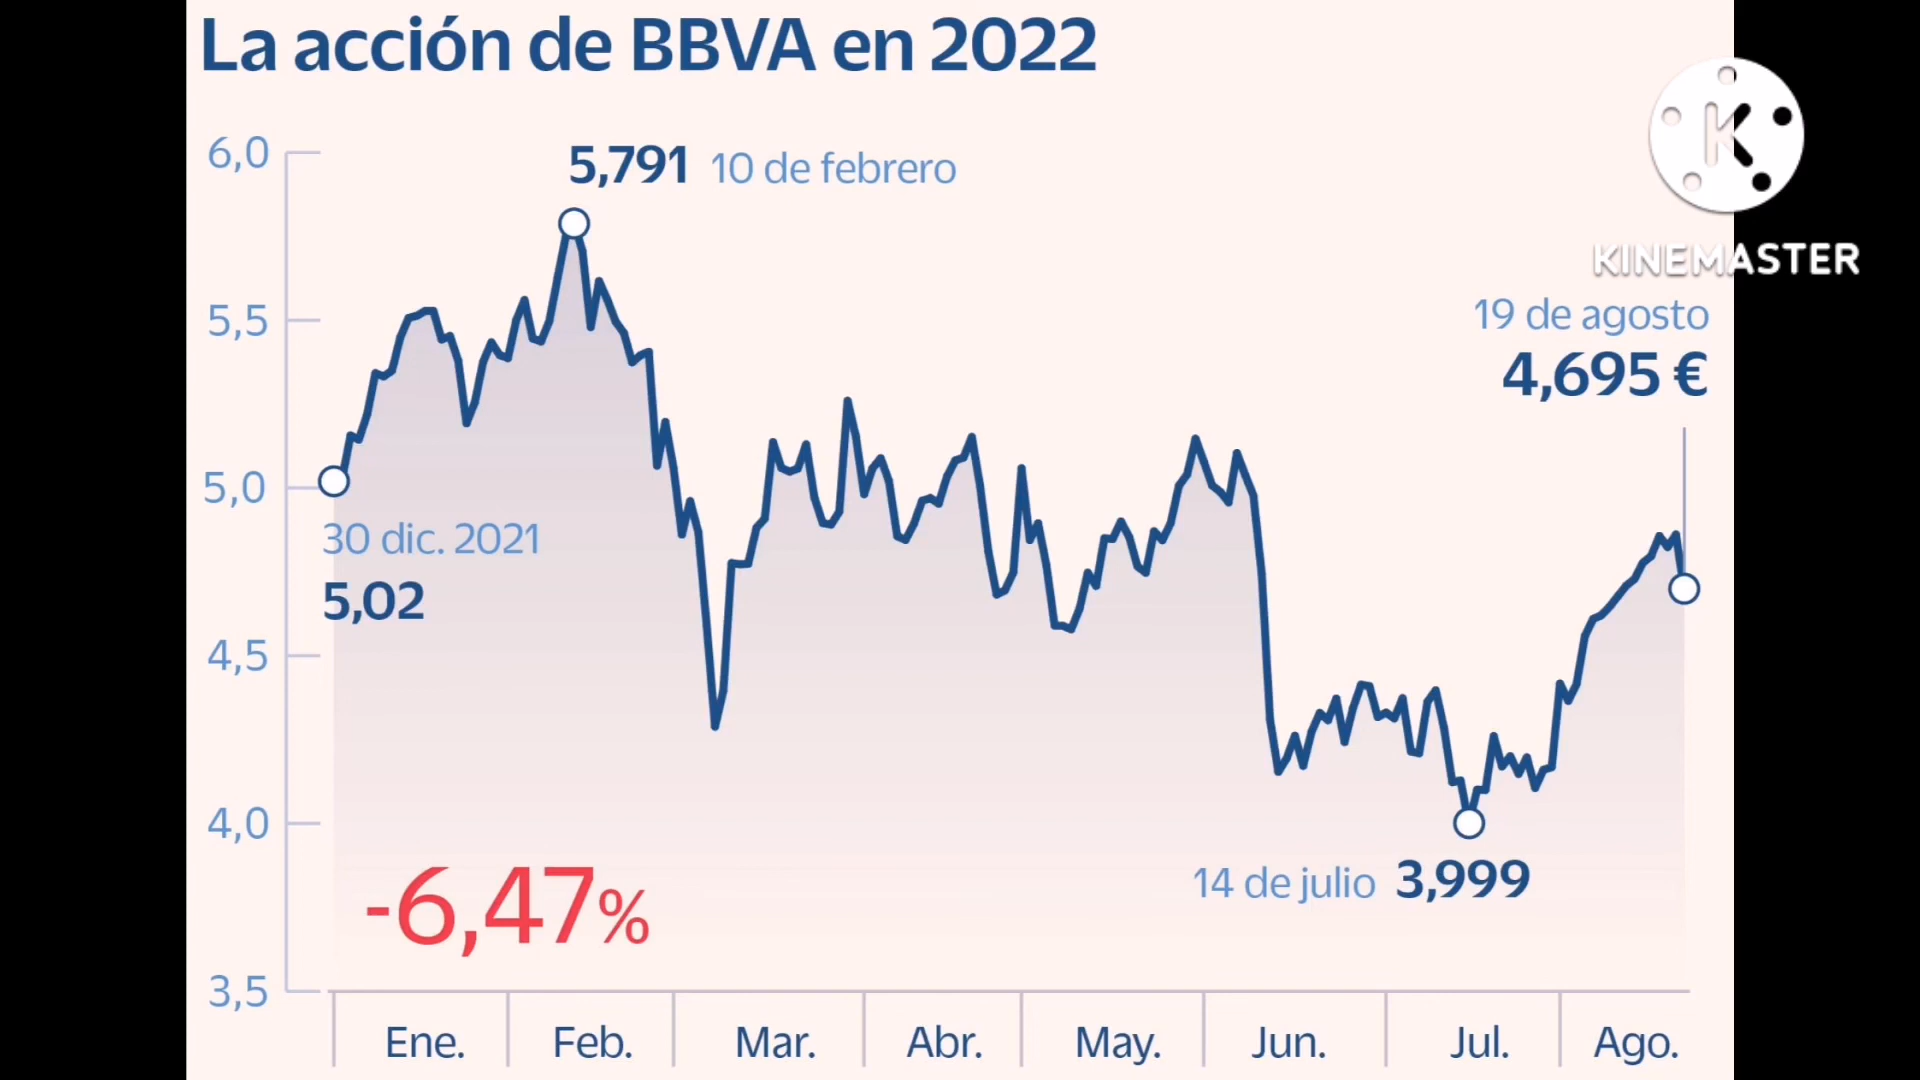 La acción de BBVA en 2022
6,0
5,791 10 de febrero
K
KINEMASTER
5,5
19 de agosto
4,695 €
5,0
30 dic. 2021
5,02
4,5
4,0
14 de julio 3,999
-6,47%
3,5
Ene. Feb. Mar. Abr. May. Jun. Jul. Ago.